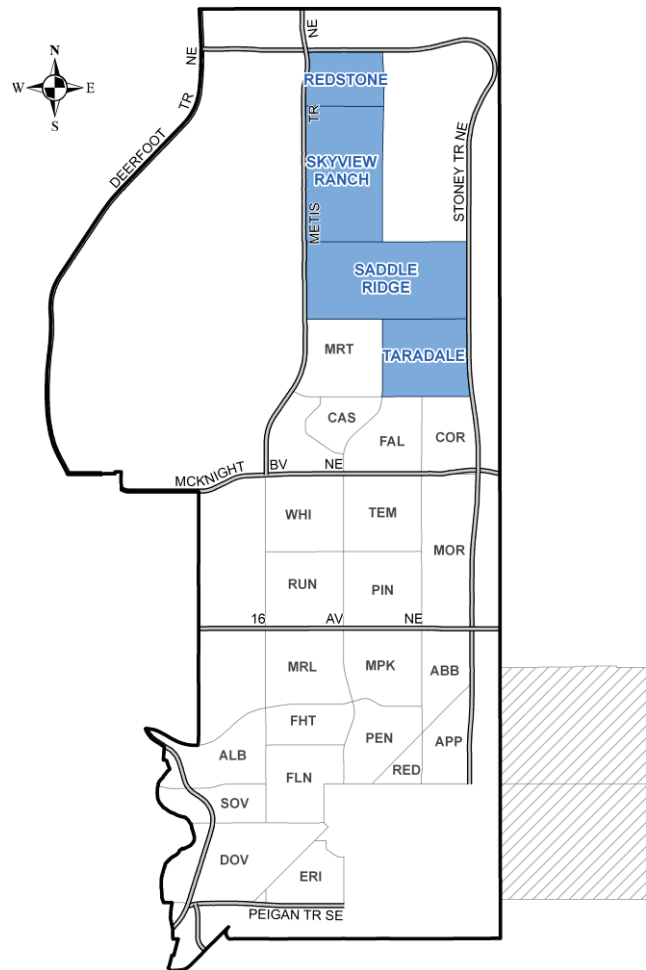 NE
NE
N
W E
S
REDSTONE
TR
DEERFOOT
TR
SKYVIEW
RANCH
STONEY TR NE
METIS
SADDLE
RIDGE
MRT
TARADALE
CAS
FAL
COR
MCKNIGHT BV NE
WHI
TEM
MOR
RUN
PIN
16 AV NE
MRL
MPK
ABB
FHT
PEN
APP
ALB
FLN
RED
SOV
DOV
ERI
PEIGAN TR SE